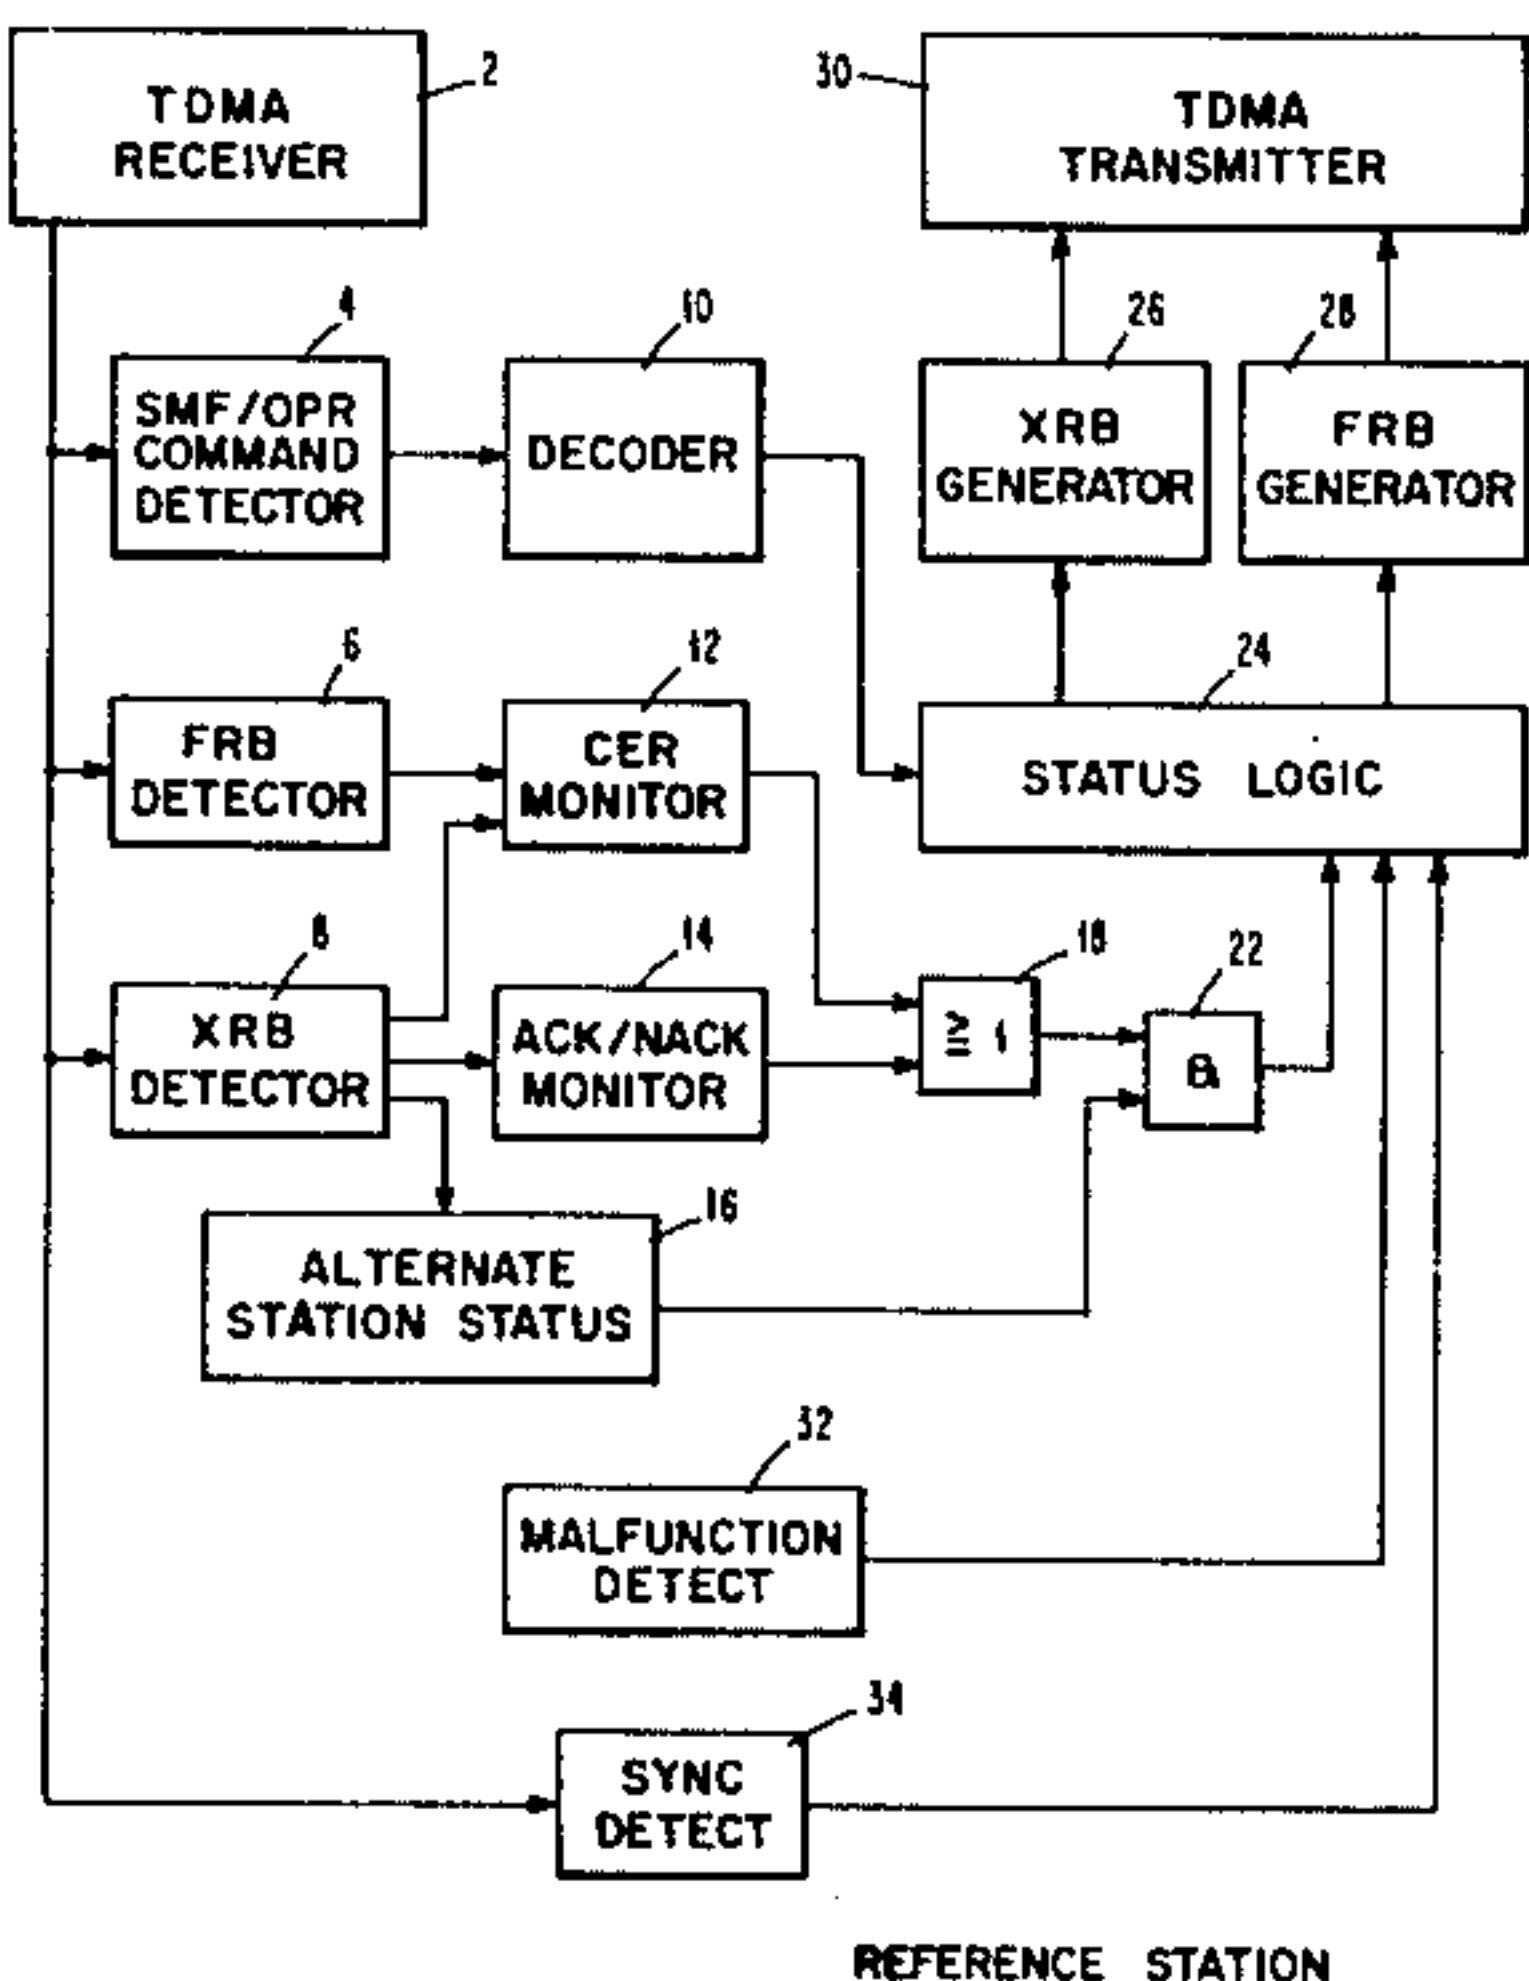 2
TDMA
RECEIVER
30
TDMA
TRANSMITTER
4
SMF/OPR
COMMAND
DETECTOR
10
DECODER
26
XRB
GENERATOR
28
FRB
GENERATOR
6
FRB
DETECTOR
12
CER
MONITOR
24
STATUS LOGIC
8
XRB
DETECTOR
14
ACK/NACK
MONITOR
18
≧ 1
22
&
16
ALTERNATE
STATION STATUS
32
MALFUNCTION
DETECT
34
SYNC
DETECT
REFERENCE STATION